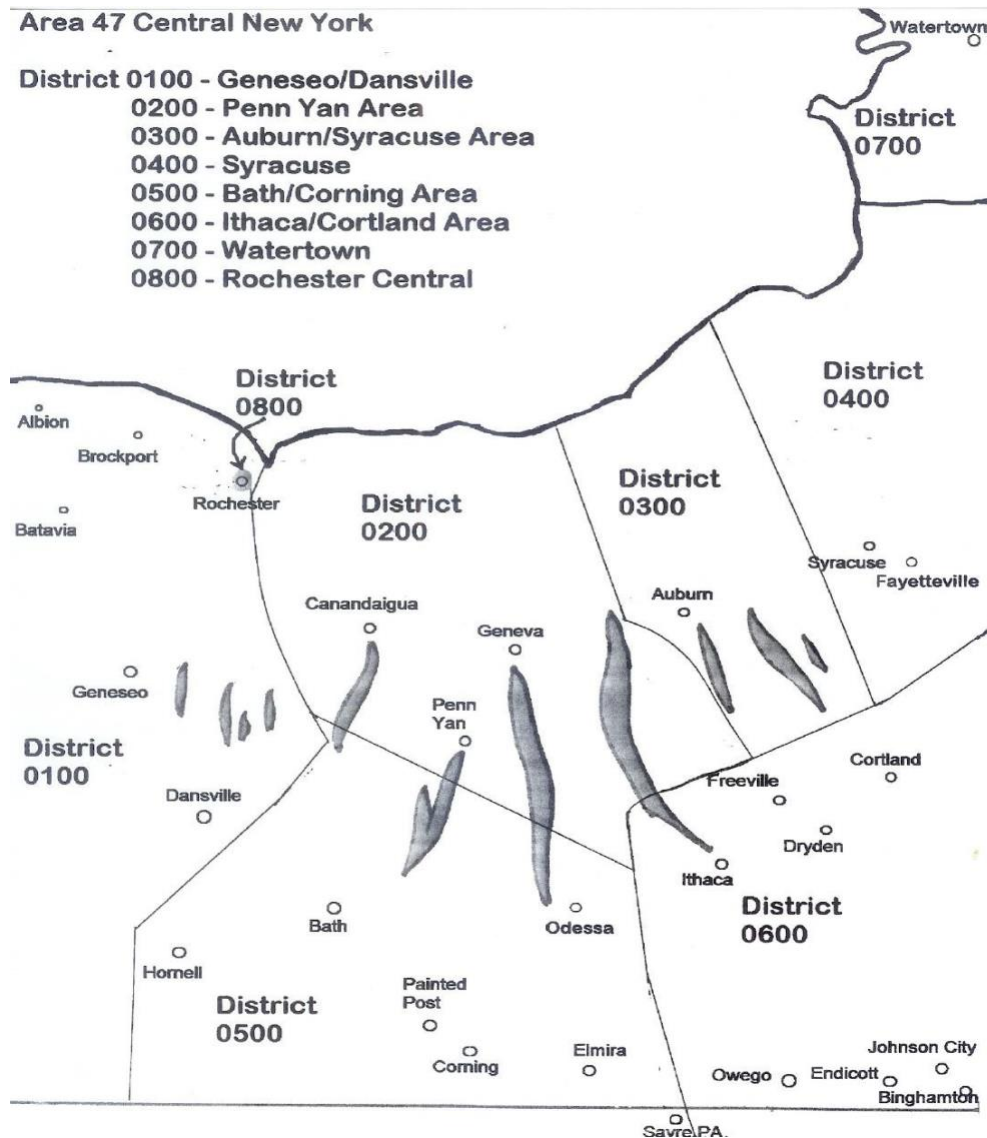 Area 47 Central New York
District 0100 - Geneseo/Dansville
0200 - Penn Yan Area
0300 - Auburn/Syracuse Area
0400 - Syracuse
0500 - Bath/Corning Area
0600 - Ithaca/Cortland Area
0700 - Watertown
0800 - Rochester Central
Watertown
District
0700
District
0800
District
0400
Albion
Brockport
Rochester
Batavia
District
0200
District
0300
Syracuse
Fayetteville
Canandaigua
Auburn
Geneva
Geneseo
Penn
Yan
District
0100
Dansville
Freeville
Cortland
Dryden
Ithaca
Bath
Odessa
District
0600
Hornell
District
0500
Painted
Post
Corning
Elmira
Owego
Endicott
Johnson City
Binghamton
Sayre PA.